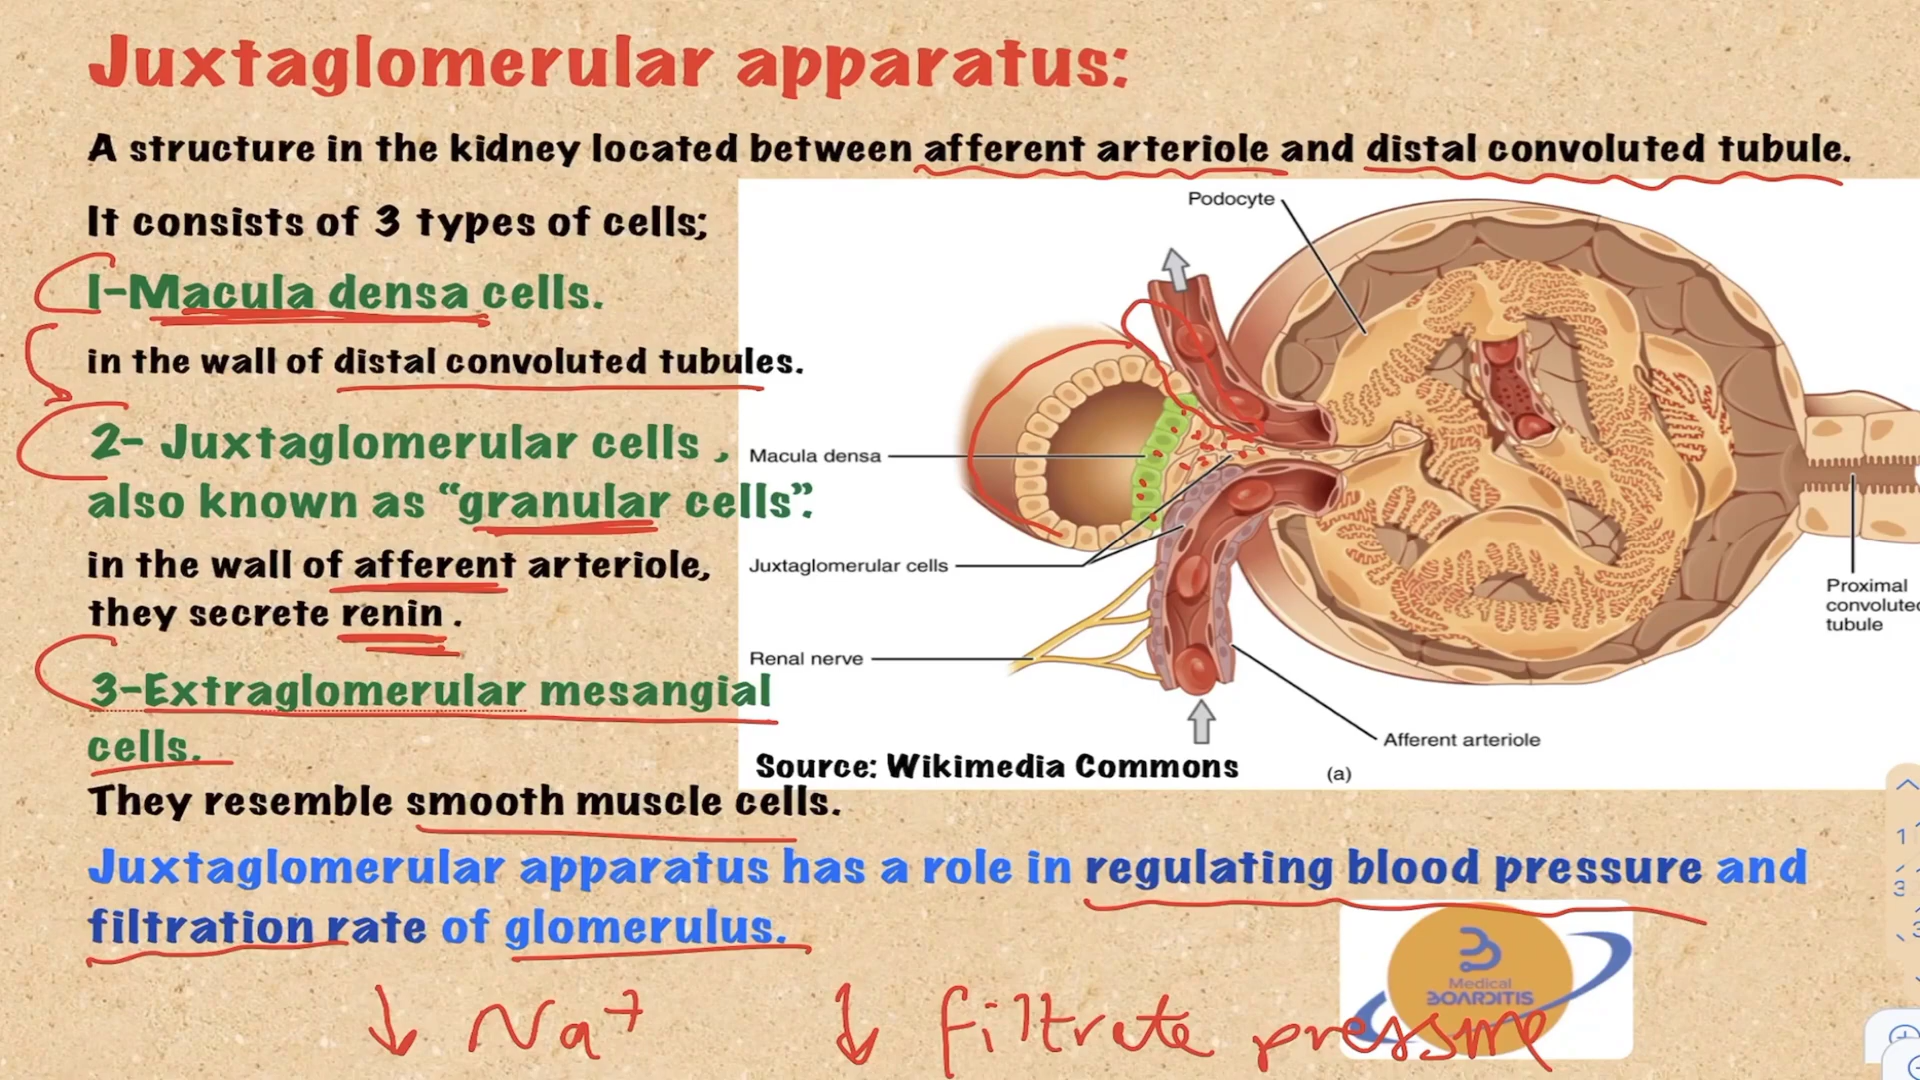 Juxtaglomerular apparatus:
A structure in the kidney located between afferent arteriole and distal convoluted tubule.
It consists of 3 types of cells;
1-Macula densa cells.
in the wall of distal convoluted tubules.
2- Juxtaglomerular cells ,
also known as “granular cells”.
in the wall of afferent arteriole,
they secrete renin .
3-Extraglomerular mesangial
cells.
They resemble smooth muscle cells.
Podocyte
Macula densa
Juxtaglomerular cells
Renal nerve
Afferent arteriole
Proximal
convoluted
tubule
Source: Wikimedia Commons
(a)
Juxtaglomerular apparatus has a role in regulating blood pressure and
filtration rate of glomerulus.
Medical
BOARDITIS
↓ Na+ ↓ filtrate pressure